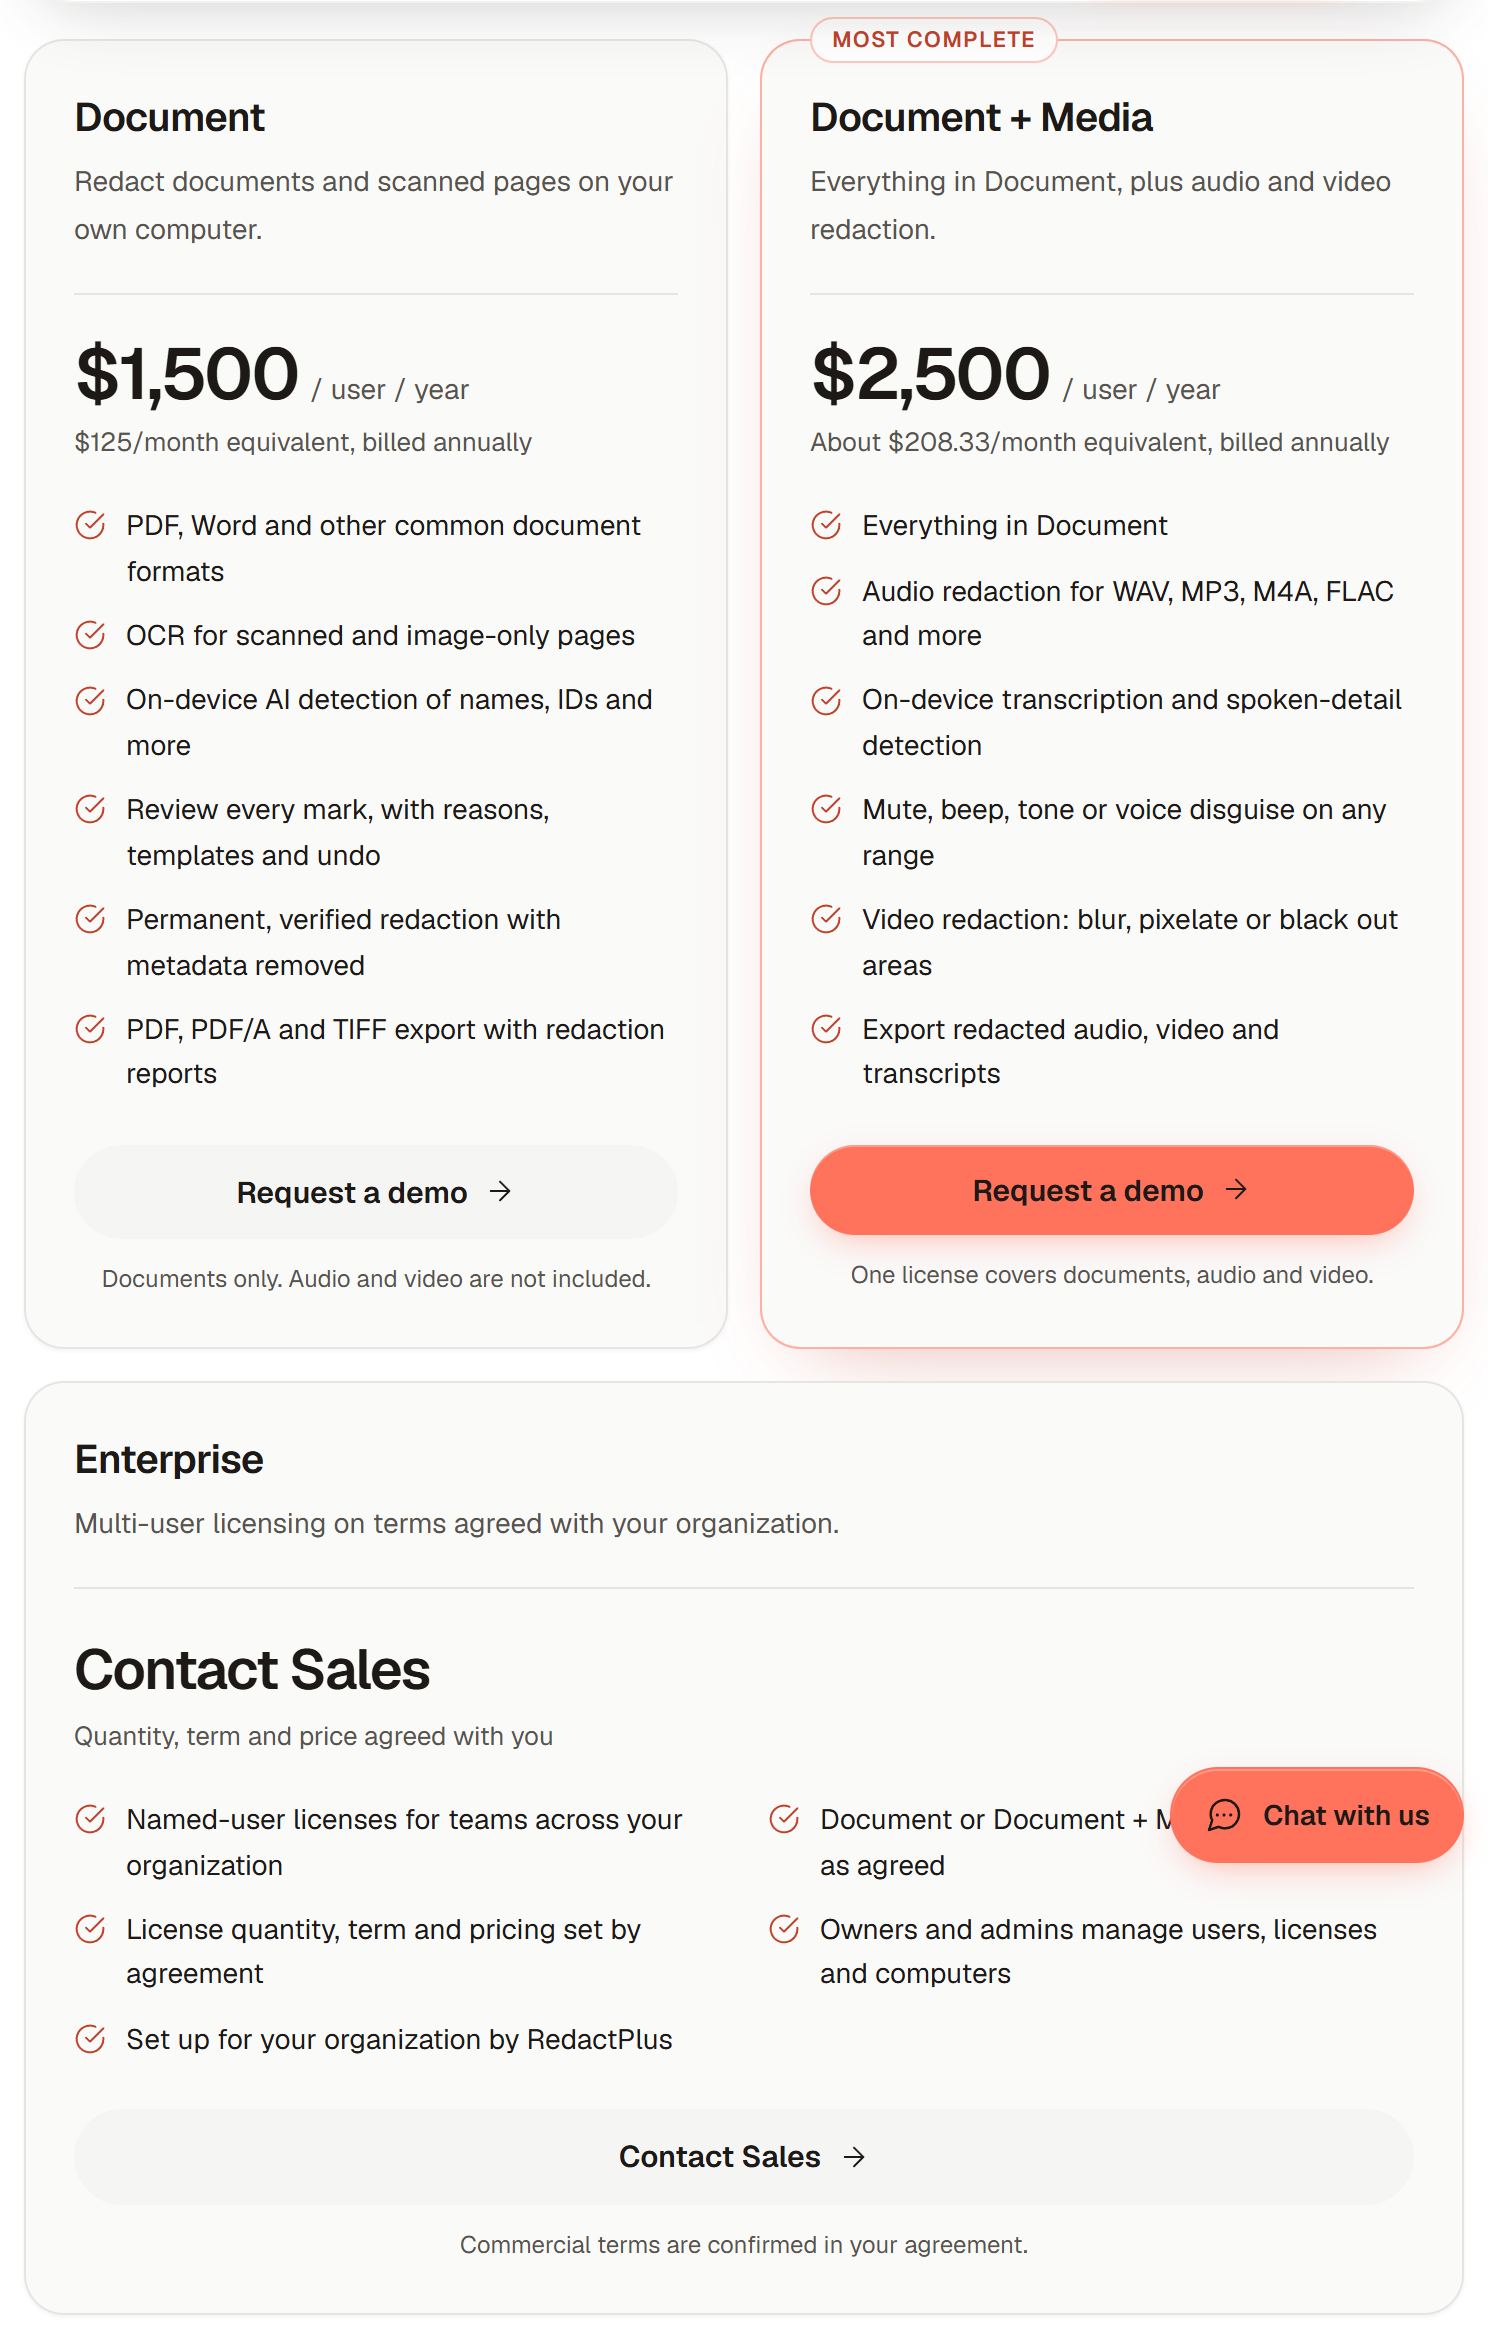 Document
Redact documents and scanned pages on your
own computer.
$1,500 / user / year
$125/month equivalent, billed annually
PDF, Word and other common document
formats
OCR for scanned and image-only pages
On-device AI detection of names, IDs and
more
Review every mark, with reasons,
templates and undo
Permanent, verified redaction with
metadata removed
PDF, PDF/A and TIFF export with redaction
reports
Request a demo →
Documents only. Audio and video are not included.
MOST COMPLETE
Document + Media
Everything in Document, plus audio and video
redaction.
$2,500 / user / year
About $208.33/month equivalent, billed annually
Everything in Document
Audio redaction for WAV, MP3, M4A, FLAC
and more
On-device transcription and spoken-detail
detection
Mute, beep, tone or voice disguise on any
range
Video redaction: blur, pixelate or black out
areas
Export redacted audio, video and
transcripts
Request a demo →
One license covers documents, audio and video.
Enterprise
Multi-user licensing on terms agreed with your organization.
Contact Sales
Quantity, term and price agreed with you
Named-user licenses for teams across your
organization
Document or Document +
as agreed
Chat with us
License quantity, term and pricing set by
agreement
Owners and admins manage users, licenses
and computers
Set up for your organization by RedactPlus
Contact Sales →
Commercial terms are confirmed in your agreement.